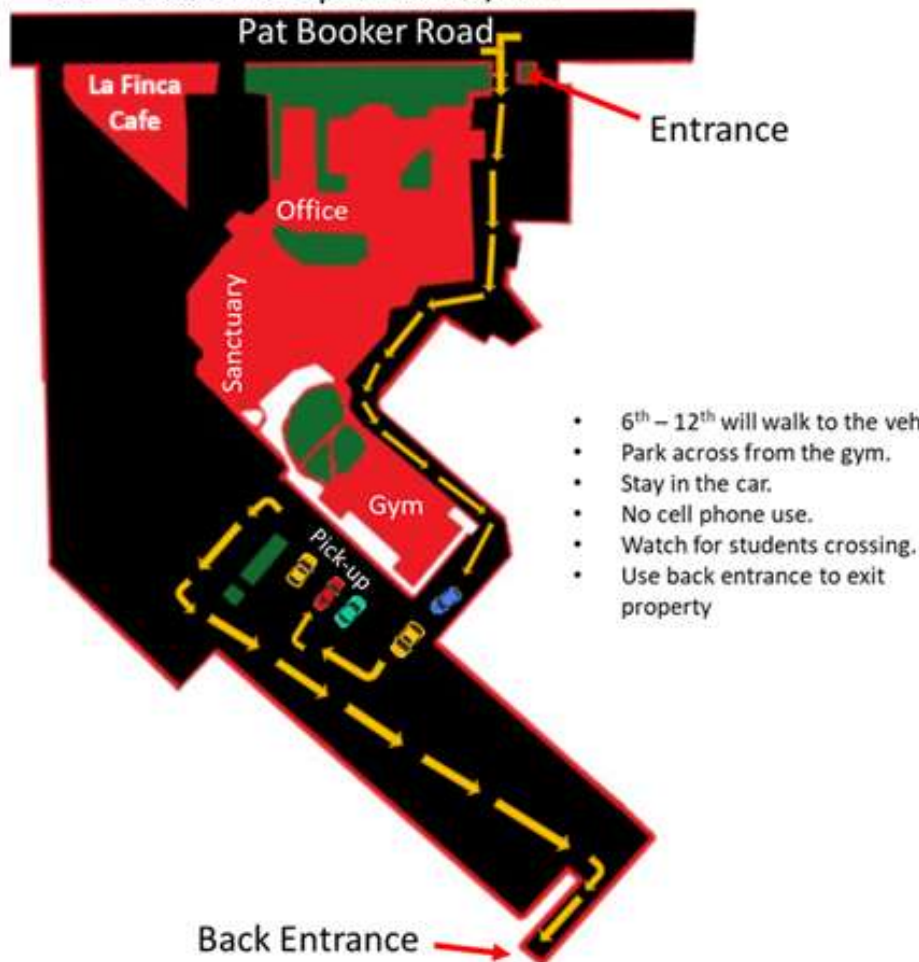 Pat Booker Road
La Finca
Cafe
Entrance
Office
Sanctuary
• 6th – 12th will walk to the
• Park across from the gym.
• Stay in the car.
• No cell phone use.
• Watch for students crossing.
• Use back entrance to exit
property
Gym
Pick-up
Back Entrance